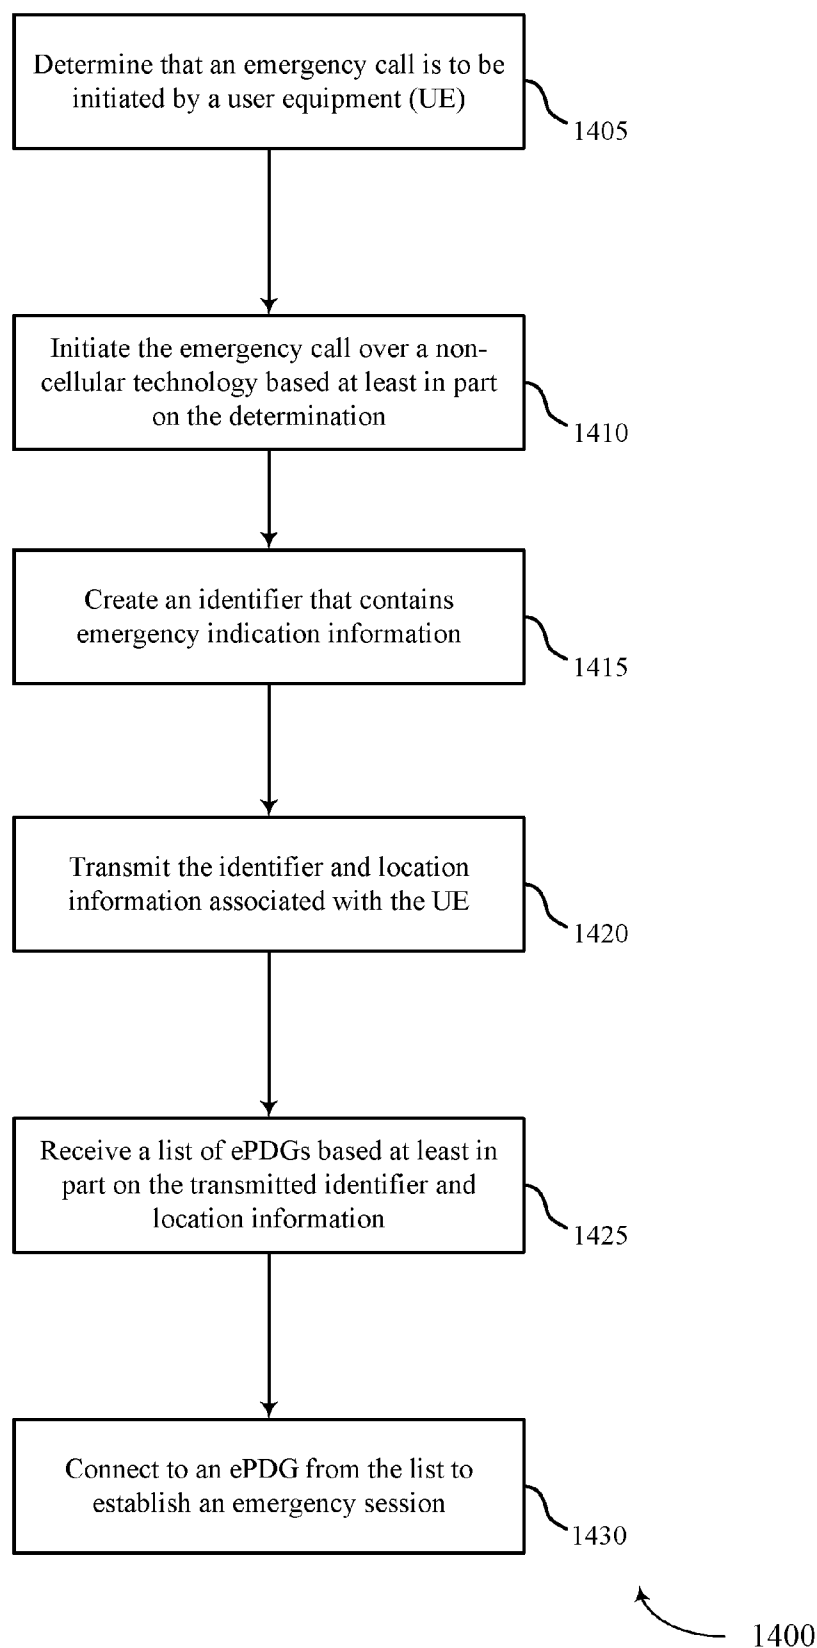 Determine that an emergency call is to be
initiated by a user equipment (UE)
1405
Initiate the emergency call over a non-
cellular technology based at least in part
on the determination
1410
Create an identifier that contains
emergency indication information
1415
Transmit the identifier and location
information associated with the UE
1420
Receive a list of ePDGs based at least in
part on the transmitted identifier and
location information
1425
Connect to an ePDG from the list to
establish an emergency session
1430
1400